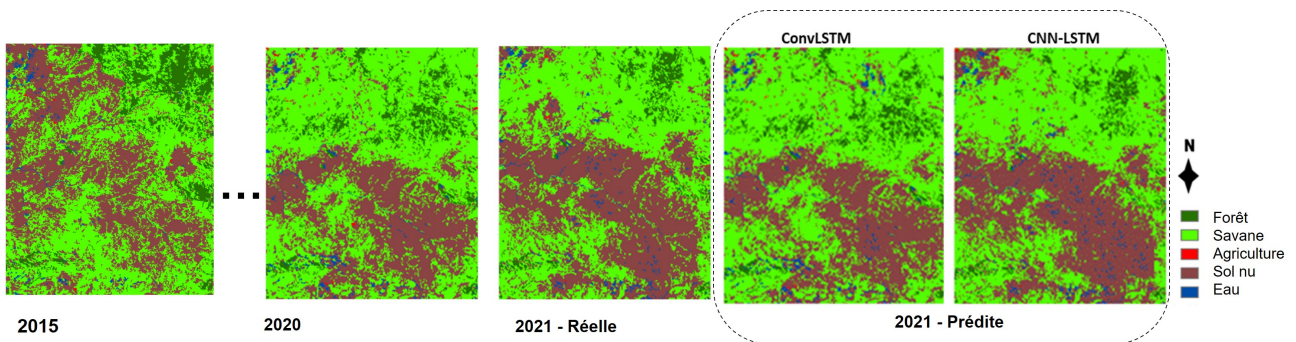 ConvLSTM
CNN-LSTM
N
Forêt
Savane
Agriculture
Sol nu
Eau
2015
2020
2021 - Réelle
2021 - Prédite